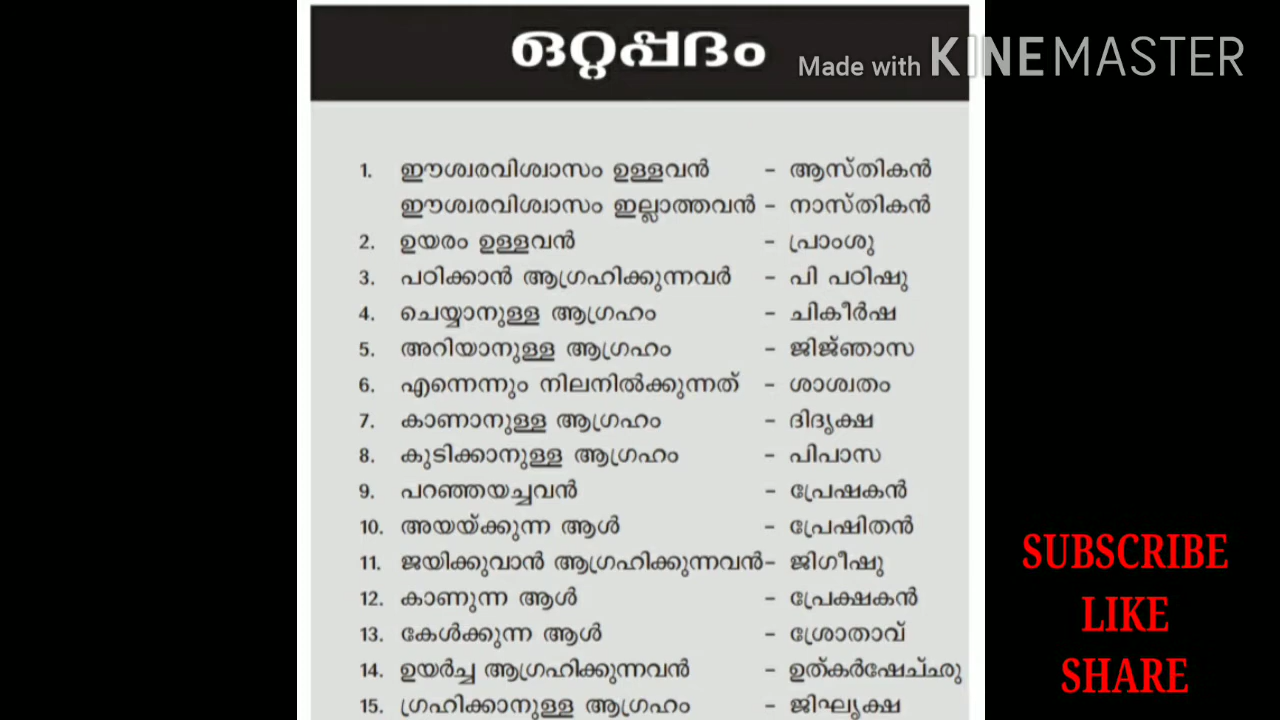 ഒറ്റപ്പദം
Made with KINEMASTER
1. ഈശ്വരവിശ്വാസം ഉള്ളവൻ – ആസ്തികൻ
ഈശ്വരവിശ്വാസം ഇല്ലാത്തവൻ – നാസ്തികൻ
2. ഉയരം ഉള്ളവൻ – പ്രാംശു
3. പഠിക്കാൻ ആഗ്രഹിക്കുന്നവർ – പി പഠിഷു
4. ചെയ്യാനുള്ള ആഗ്രഹം – ചികീർഷ
5. അറിയാനുള്ള ആഗ്രഹം – ജിജ്ഞാസ
6. എന്നെന്നും നിലനിൽക്കുന്നത് – ശാശ്വതം
7. കാണാനുള്ള ആഗ്രഹം – ദിദൃക്ഷ
8. കുടിക്കാനുള്ള ആഗ്രഹം – പിപാസ
9. പറഞ്ഞയച്ചവൻ – പ്രേഷകൻ
10. അയയ്ക്കുന്ന ആൾ – പ്രേഷിതൻ
11. ജയിക്കുവാൻ ആഗ്രഹിക്കുന്നവൻ– ജിഗീഷു
12. കാണുന്ന ആൾ – പ്രേക്ഷകൻ
13. കേൾക്കുന്ന ആൾ – ശ്രോതാവ്
14. ഉയർച്ച ആഗ്രഹിക്കുന്നവൻ – ഉത്കർഷേച്ഛു
15. ഗ്രഹിക്കാനുള്ള ആഗ്രഹം – ജിഘൃക്ഷ
SUBSCRIBE
LIKE
SHARE